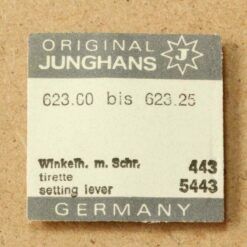 ORIGINAL
JUNGHANS J
623.00 bis 623.25
Winkelh. m. Schr. 443
tirette
setting lever 5443
GERMANY